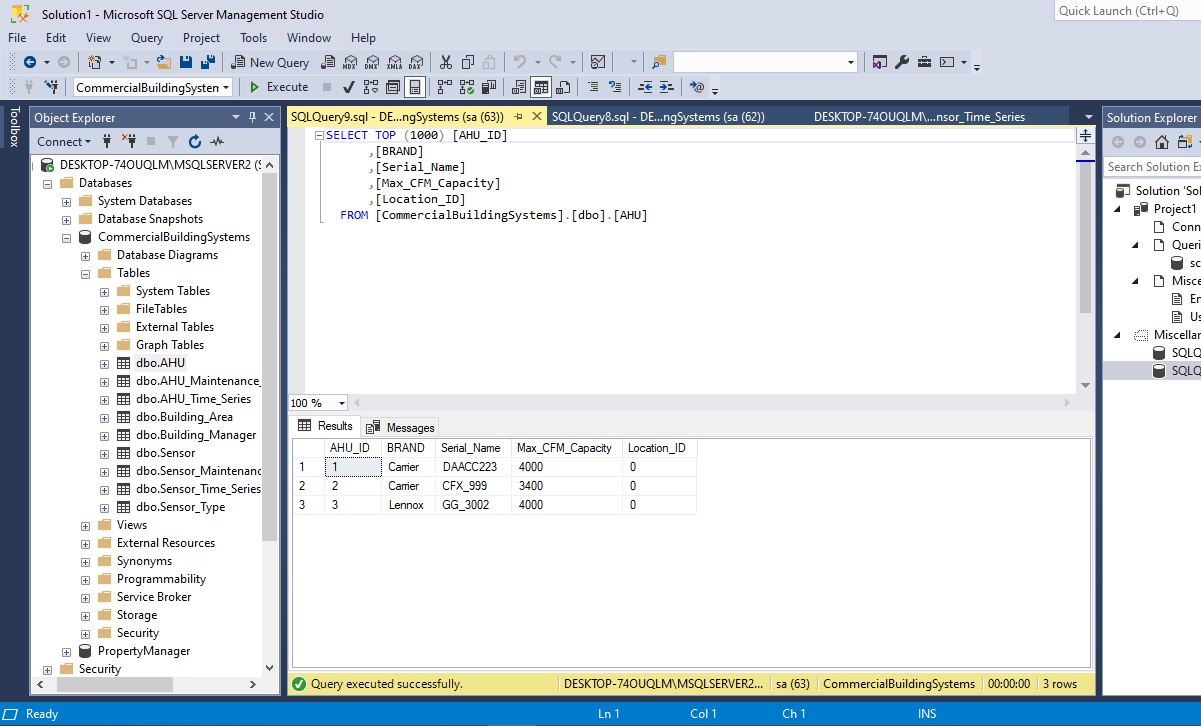 Solution1 - Microsoft SQL Server Management Studio
Quick Launch (Ctrl+Q)
File Edit View Query Project Tools Window Help
New Query MDX DMX XMLA DAX
CommercialBuildingSystem Execute
Toolbox
Object Explorer
Connect
DESKTOP-74OUQLM\MSQLSERVER2 (S
Databases
System Databases
Database Snapshots
CommercialBuildingSystems
Database Diagrams
Tables
System Tables
FileTables
External Tables
Graph Tables
dbo.AHU
dbo.AHU_Maintenance_
dbo.AHU_Time_Series
dbo.Building_Area
dbo.Building_Manager
dbo.Sensor
dbo.Sensor_Maintenanc
dbo.Sensor_Time_Series
dbo.Sensor_Type
Views
External Resources
Synonyms
Programmability
Service Broker
Storage
Security
PropertyManager
Security
SQLQuery9.sql - DE...ngSystems (sa (63)) SQLQuery8.sql - DE...ngSystems (sa (62)) DESKTOP-74OUQLM\...nsor_Time_Series
SELECT TOP (1000) [AHU_ID]
,[BRAND]
,[Serial_Name]
,[Max_CFM_Capacity]
,[Location_ID]
FROM [CommercialBuildingSystems].[dbo].[AHU]
100 %
Results Messages
AHU_ID BRAND Serial_Name Max_CFM_Capacity Location_ID
1 1 Carrier DAACC223 4000 0
2 2 Carrier CFX_999 3400 0
3 3 Lennox GG_3002 4000 0
Query executed successfully. DESKTOP-74OUQLM\MSQLSERVER2... sa (63) CommercialBuildingSystems 00:00:00 3 rows
Solution Explorer
Search Solution Ex
Solution 'Sol
Project1
Conn
Queri
sc
Misce
En
Us
Miscellan
SQLQ
SQLQ
Ready Ln 1 Col 1 Ch 1 INS